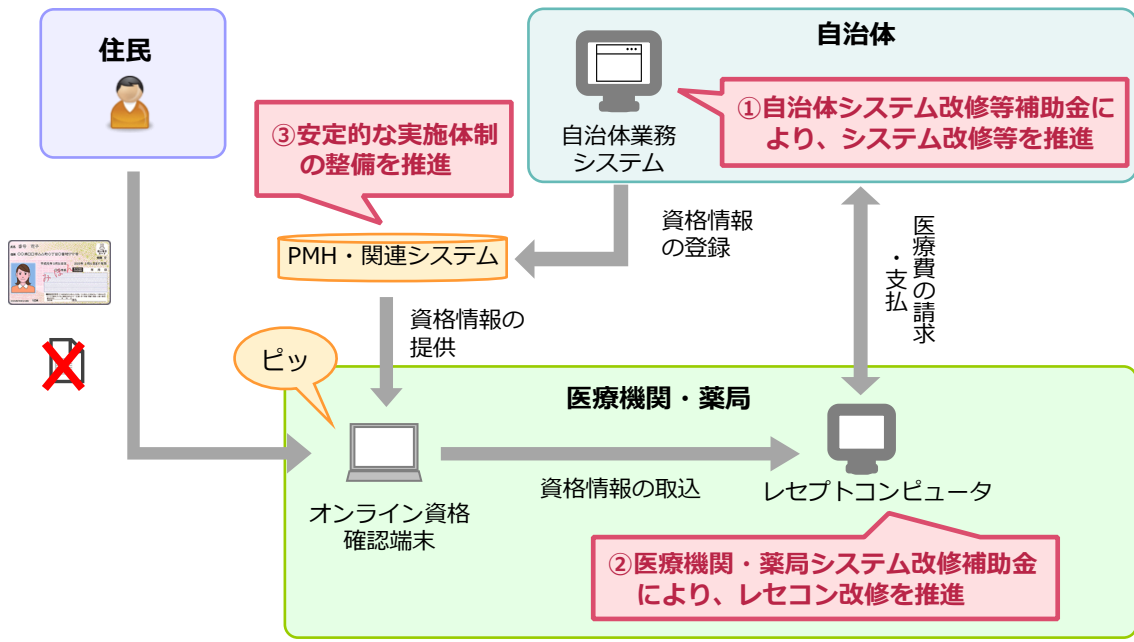 住民
自治体
自治体業務
システム
①自治体システム改修等補助金に
より、システム改修等を推進
③安定的な実施体制
の整備を推進
資格情報
の登録
医療費の請求
・支払
PMH・関連システム
資格情報の
提供
ピッ
医療機関・薬局
オンライン資格
確認端末
資格情報の取込
レセプトコンピュータ
②医療機関・薬局システム改修補助金
により、レセコン改修を推進